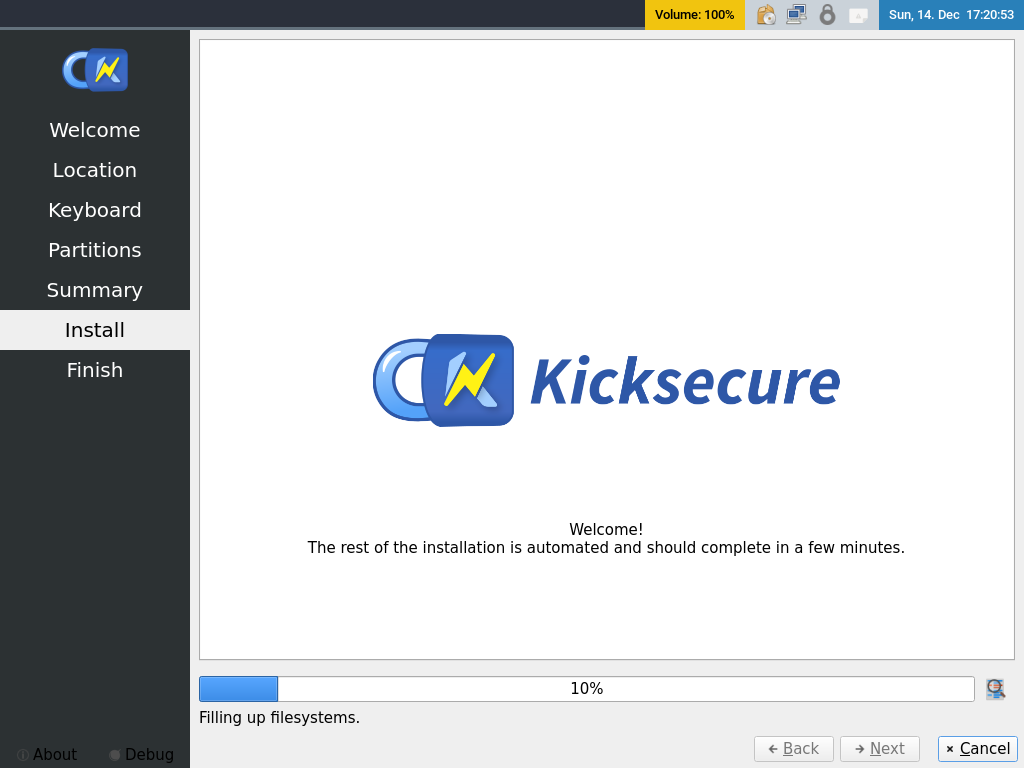 Volume: 100%
Sun, 14. Dec 17:20:53
Welcome
Location
Keyboard
Partitions
Summary
Install
Finish
Kicksecure
Welcome!
The rest of the installation is automated and should complete in a few minutes.
10%
Filling up filesystems.
About
Debug
Back
Next
Cancel